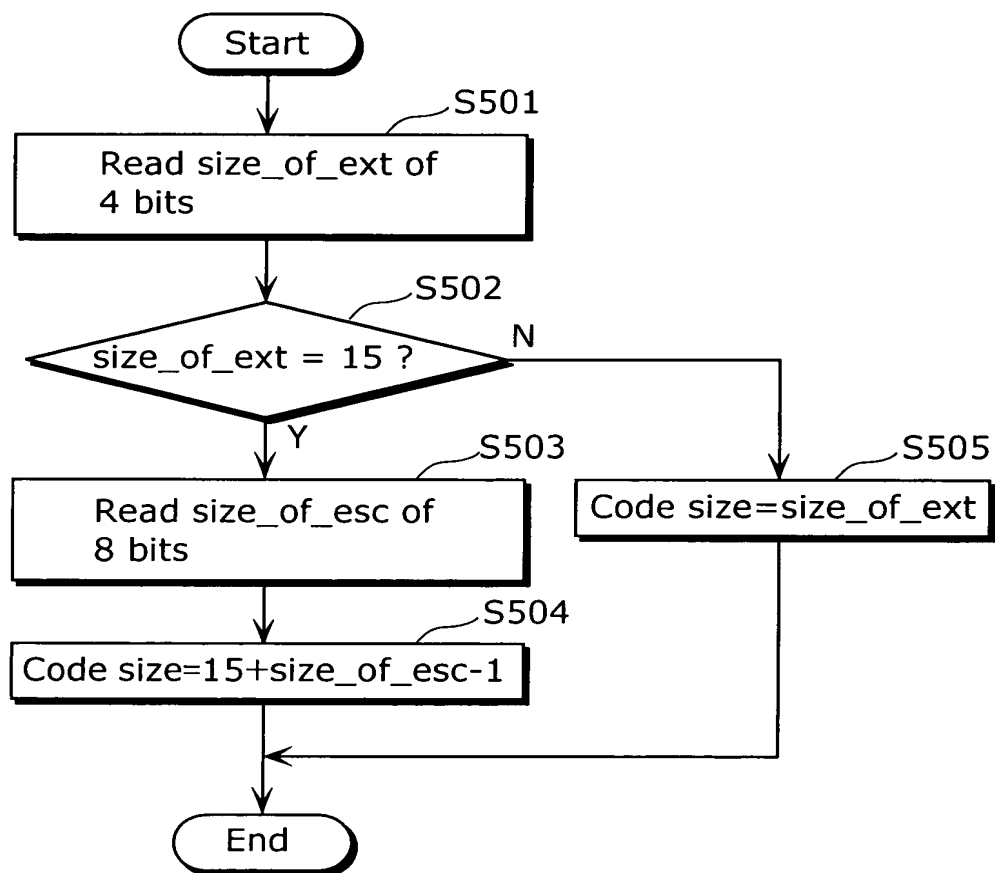 Start
S501
Read size_of_ext of
4 bits
S502
size_of_ext = 15 ?
N
Y
S503
Read size_of_esc of
8 bits
S505
Code size=size_of_ext
S504
Code size=15+size_of_esc-1
End